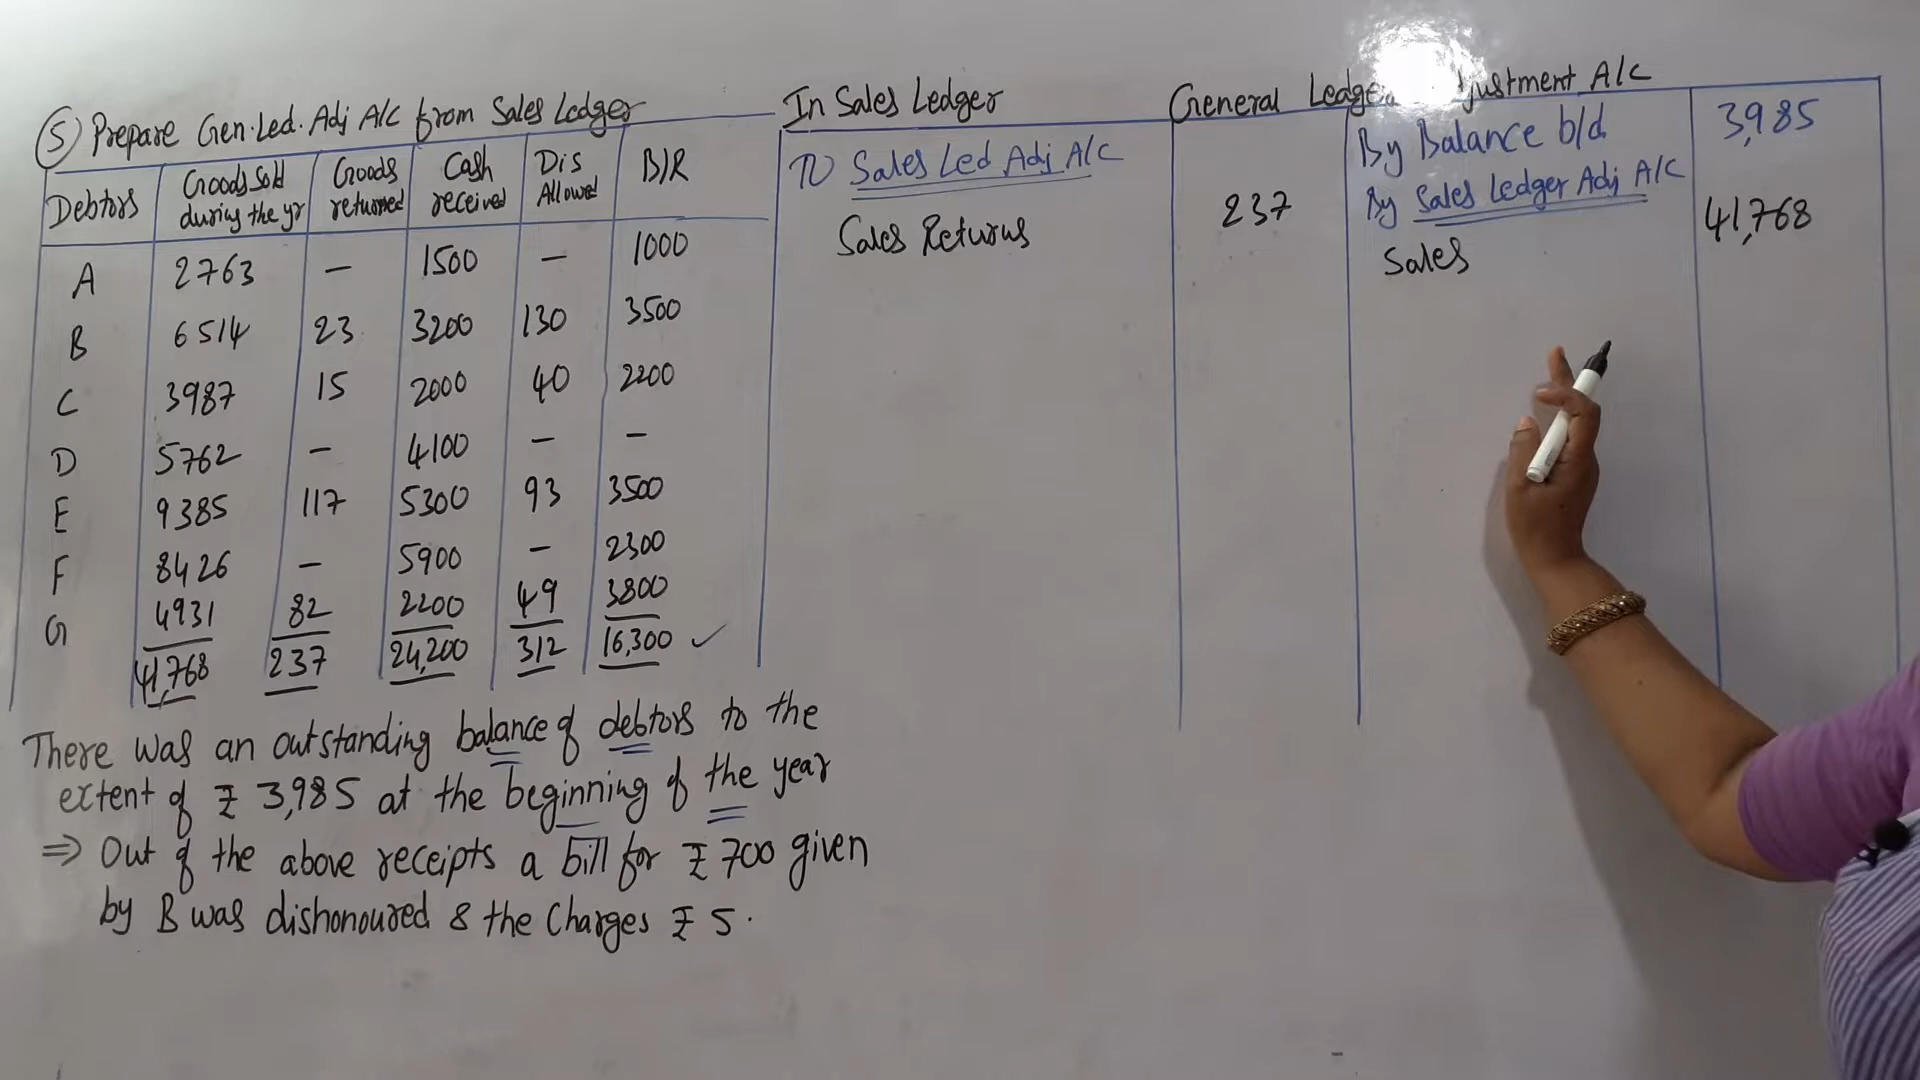 (5) Prepare Gen. Led. Adj A/C from Sales Ledger
Debtors | Goods Sold during the yr | Goods returned | Cash received | Dis Allowed | B/R
A 2763 — 1500 — 1000
B 6514 23 3200 130 3500
C 3987 15 2000 40 2200
D 5762 — 4100 — —
E 9385 117 5300 93 3500
F 8426 — 5900 — 2300
G 4931 82 2200 49 3800
41,768 237 24,200 312 16,300 ✓
There was an outstanding balance of debtors to the
extent of ₹ 3,985 at the beginning of the year
⇒ Out of the above receipts a bill for ₹ 700 given
by B was dishonoured & the Charges ₹ 5.
In Sales Ledger General Adjustment A/C
To Sales Led Adj A/C
Sales Returns 237
By Balance b/d 3,985
By Sales Ledger Adj A/C
Sales 41,768